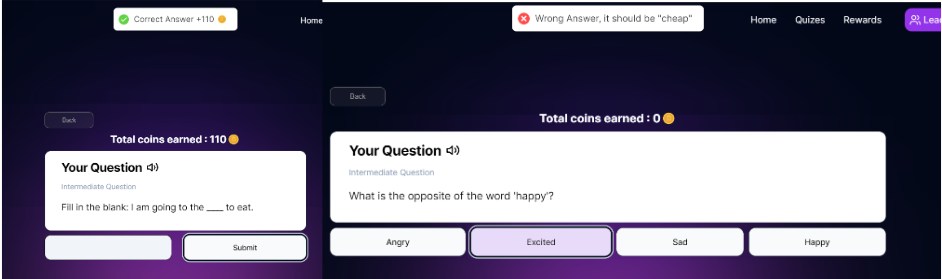 Correct Answer +110
Home
Back
Total coins earned : 110
Your Question
Intermediate Question
Fill in the blank: I am going to the ____ to eat.
Submit
Wrong Answer, it should be "cheap"
Home Quizes Rewards Lea
Back
Total coins earned : 0
Your Question
Intermediate Question
What is the opposite of the word 'happy'?
Angry Excited Sad Happy